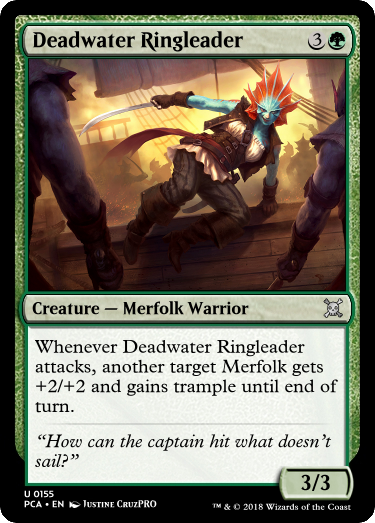 Deadwater Ringleader 3
Creature — Merfolk Warrior
Whenever Deadwater Ringleader
attacks, another target Merfolk gets
+2/+2 and gains trample until end of
turn.
“How can the captain hit what doesn’t
sail?”
3/3
U 0155
PCA • EN Justine CruzPRO
™ & © 2018 Wizards of the Coast